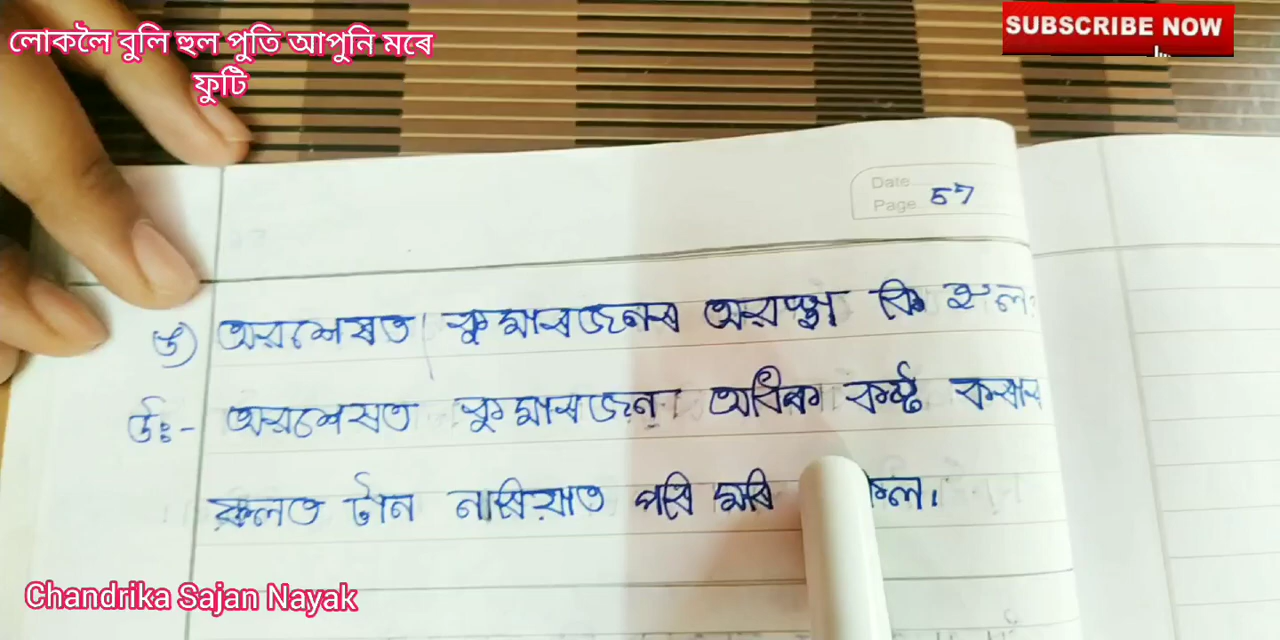 লোকলৈ বুলি হুল পুতি আপুনি মৰে
ফুটি
SUBSCRIBE NOW
Date
Page 57
ঙ) অৱশেষত কুমাৰজনৰ অৱস্থা কি হ'ল?
উঃ- অৱশেষত কুমাৰজন অধিক কষ্ট কৰাৰ
ফলত টান নৰিয়াত পৰি মৰি
Chandrika Sajan Nayak